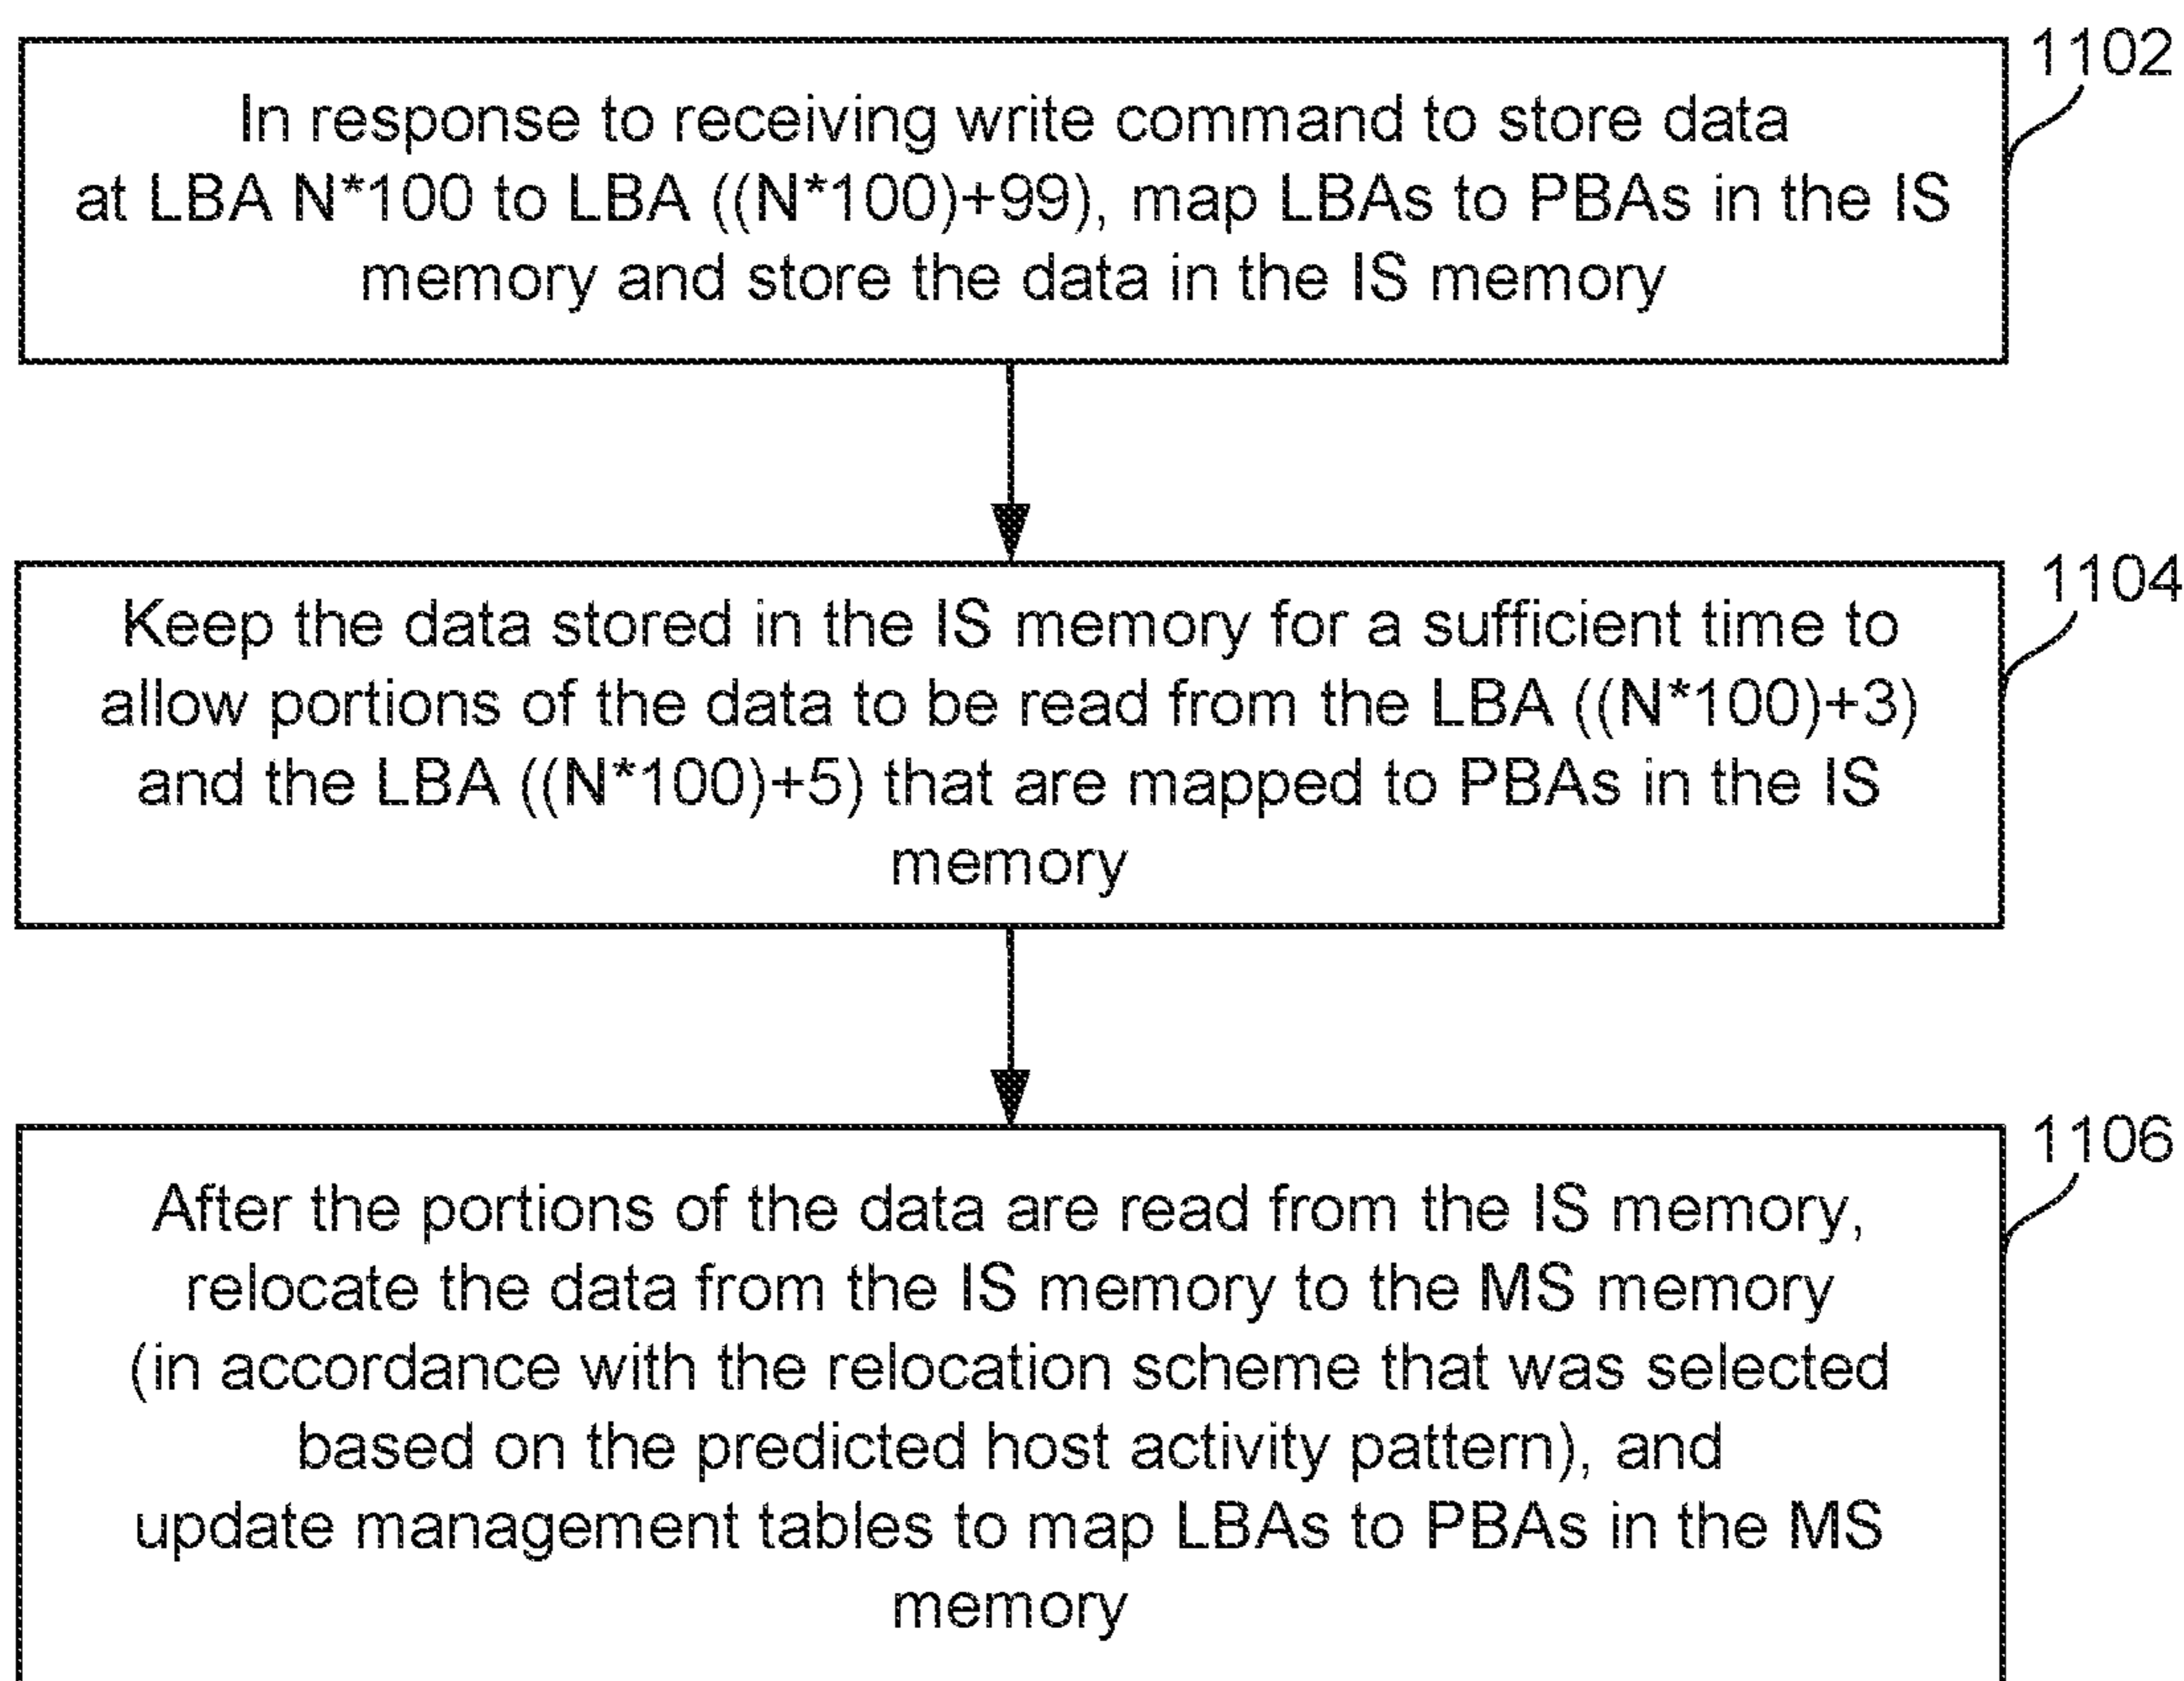 1102
In response to receiving write command to store data
at LBA N*100 to LBA ((N*100)+99), map LBAs to PBAs in the IS
memory and store the data in the IS memory
1104
Keep the data stored in the IS memory for a sufficient time to
allow portions of the data to be read from the LBA ((N*100)+3)
and the LBA ((N*100)+5) that are mapped to PBAs in the IS
memory
1106
After the portions of the data are read from the IS memory,
relocate the data from the IS memory to the MS memory
(in accordance with the relocation scheme that was selected
based on the predicted host activity pattern), and
update management tables to map LBAs to PBAs in the MS
memory